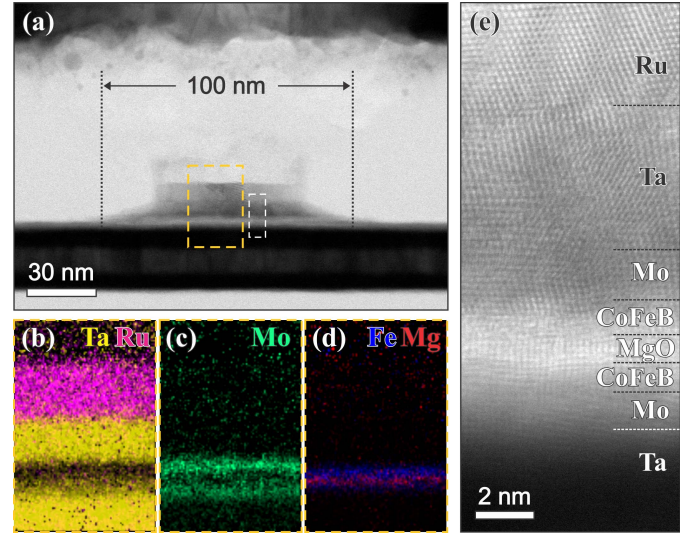 (a)
100 nm
30 nm
(b) Ta Ru
(c) Mo
(d) Fe Mg
(e)
Ru
Ta
Mo
CoFeB
MgO
CoFeB
Mo
Ta
2 nm